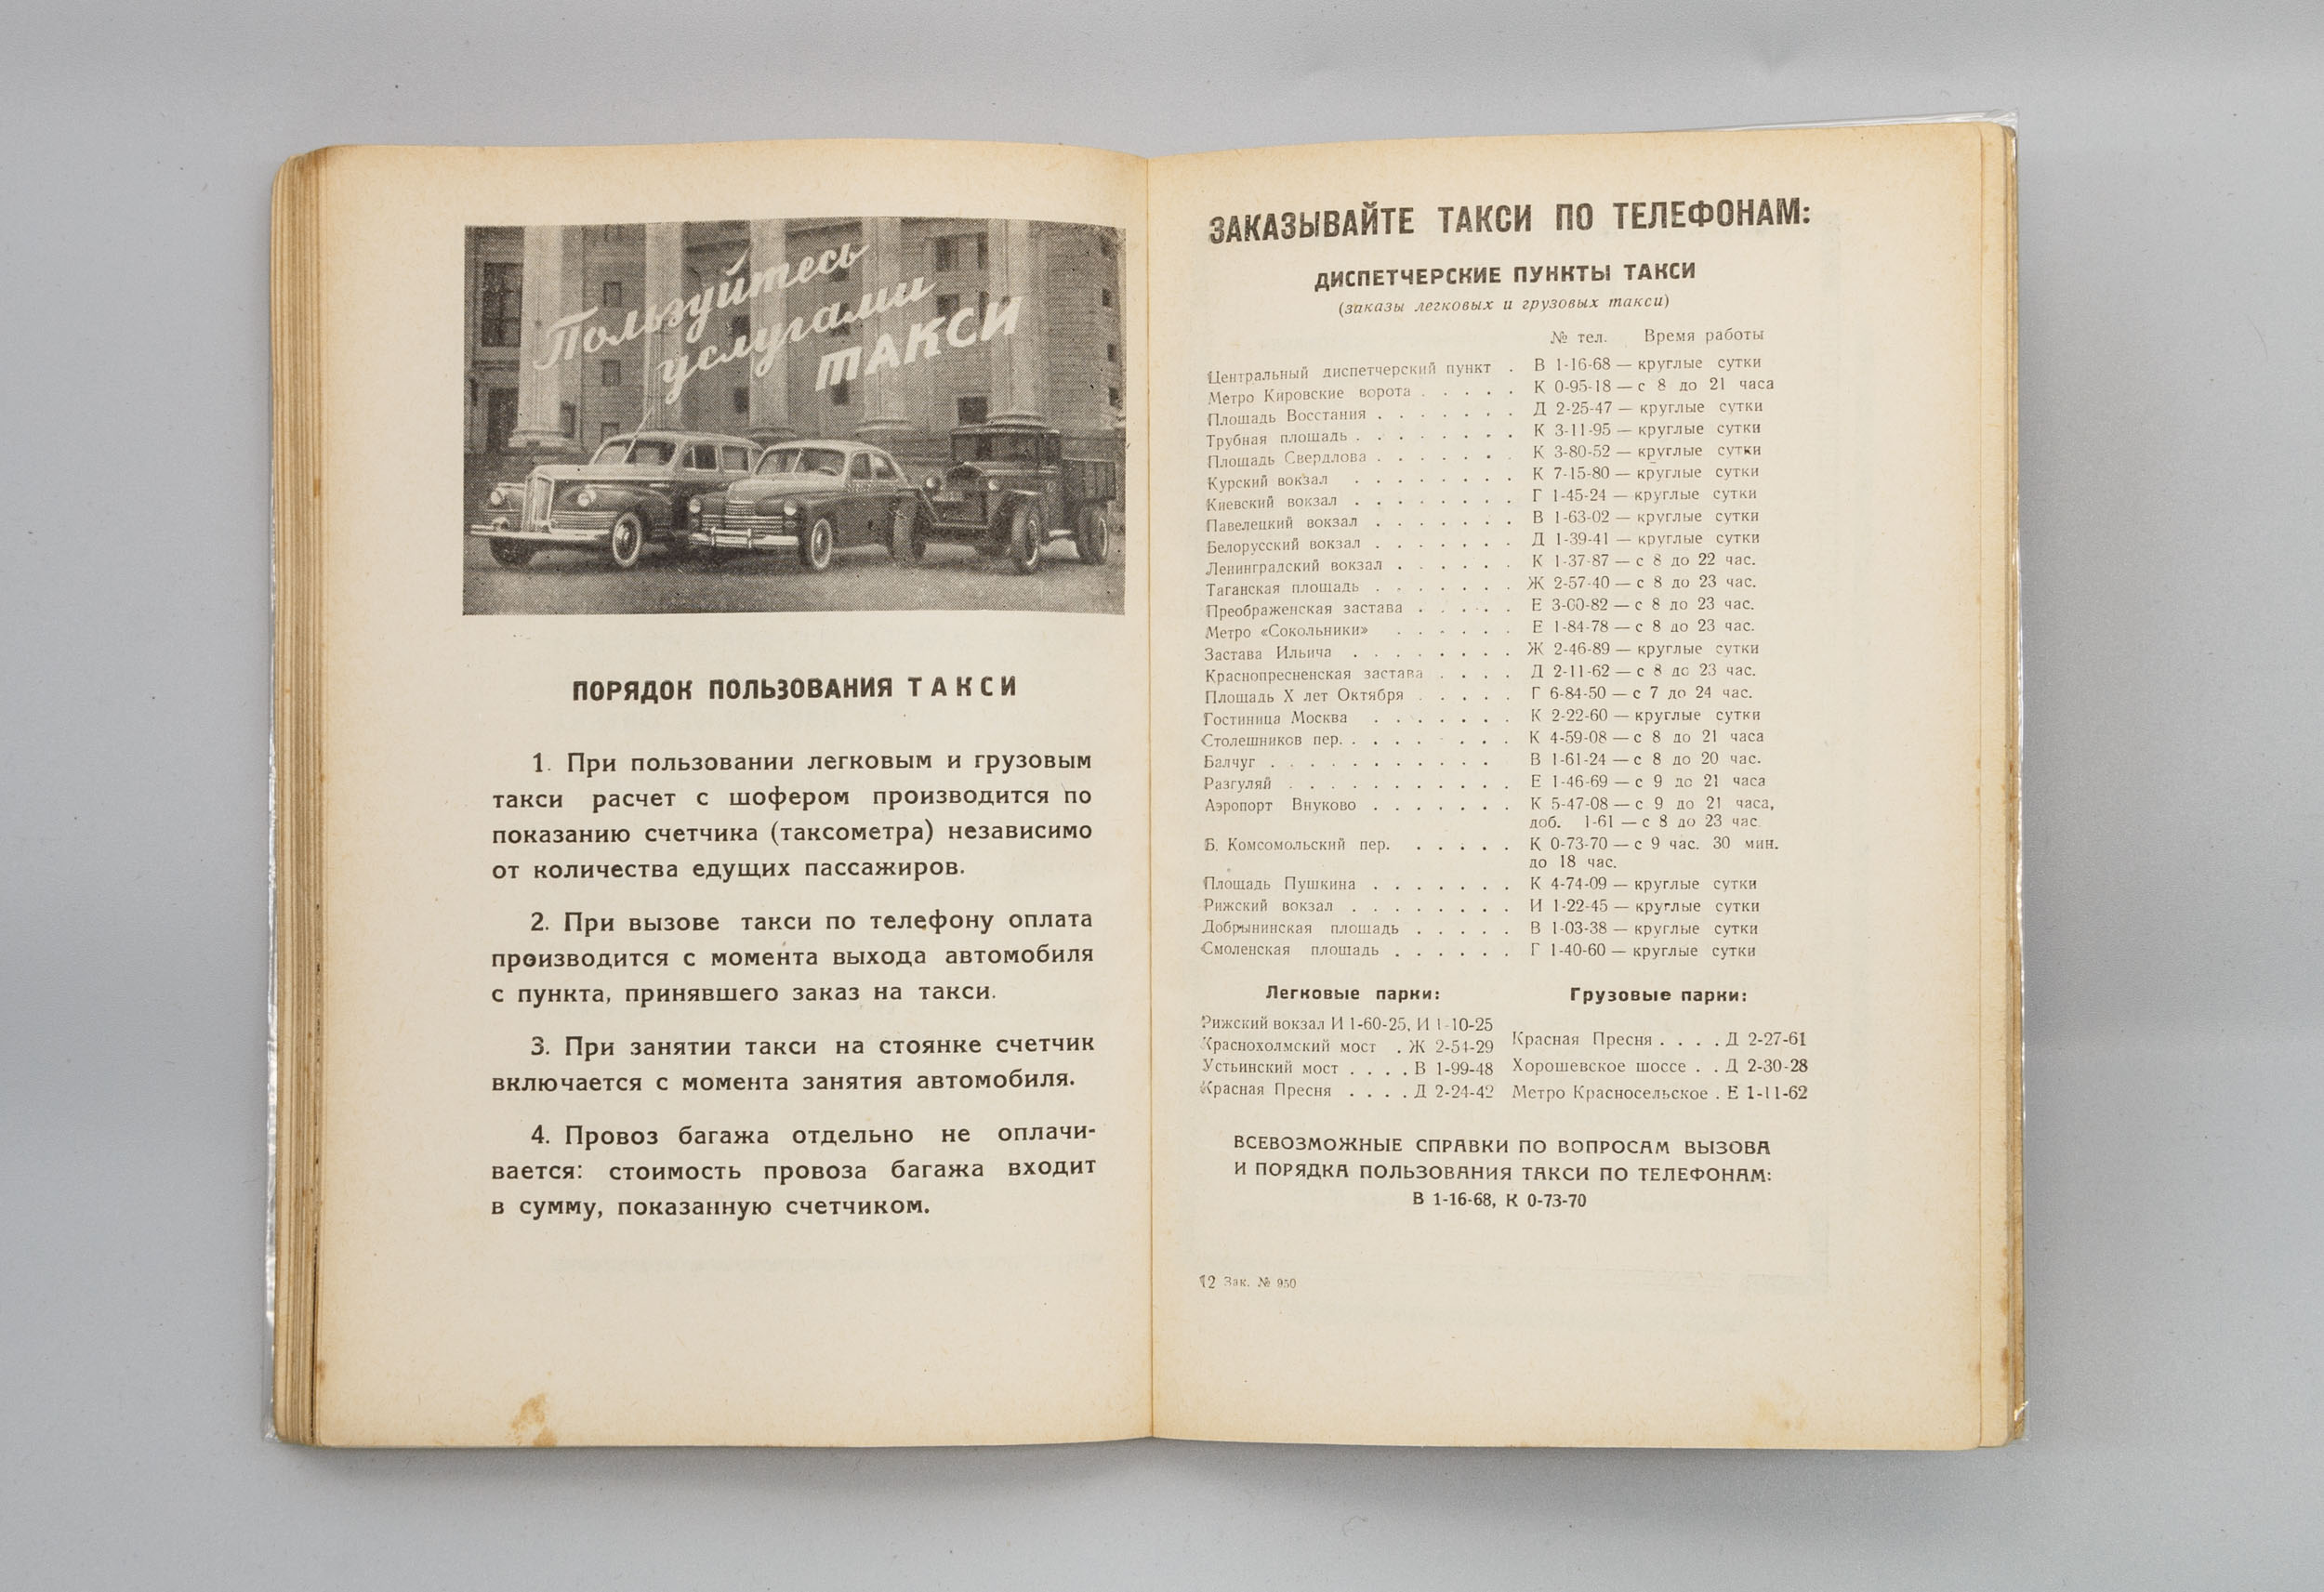 Пользуйтесь
услугами
ТАКСИ
ПОРЯДОК ПОЛЬЗОВАНИЯ ТАКСИ
1. При пользовании легковым и грузовым
такси расчет с шофером производится по
показанию счетчика (таксометра) независимо
от количества едущих пассажиров.
2. При вызове такси по телефону оплата
производится с момента выхода автомобиля
с пункта, принявшего заказ на такси.
3. При занятии такси на стоянке счетчик
включается с момента занятия автомобиля.
4. Провоз багажа отдельно не оплачи-
вается: стоимость провоза багажа входит
в сумму, показанную счетчиком.
ЗАКАЗЫВАЙТЕ ТАКСИ ПО ТЕЛЕФОНАМ:
ДИСПЕТЧЕРСКИЕ ПУНКТЫ ТАКСИ
(заказы легковых и грузовых такси)
№ тел. Время работы
Центральный диспетчерский пункт . В 1-16-68 — круглые сутки
Метро Кировские ворота . . . . . К 0-95-18 — с 8 до 21 часа
Площадь Восстания . . . . . . . Д 2-25-47 — круглые сутки
Трубная площадь . . . . . . . . К 3-11-95 — круглые сутки
Площадь Свердлова . . . . . . . К 3-80-52 — круглые сутки
Курский вокзал . . . . . . . . К 7-15-80 — круглые сутки
Киевский вокзал . . . . . . . . Г 1-45-24 — круглые сутки
Павелецкий вокзал . . . . . . . В 1-63-02 — круглые сутки
Белорусский вокзал . . . . . . . Д 1-39-41 — круглые сутки
Ленинградский вокзал . . . . . . К 1-37-87 — с 8 до 22 час.
Таганская площадь . . . . . . . Ж 2-57-40 — с 8 до 23 час.
Преображенская застава . . . . . Е 3-00-82 — с 8 до 23 час.
Метро «Сокольники» . . . . . . Е 1-84-78 — с 8 до 23 час.
Застава Ильича . . . . . . . . Ж 2-46-89 — круглые сутки
Краснопресненская застава . . . . Д 2-11-62 — с 8 до 23 час.
Площадь X лет Октября . . . . . Г 6-84-50 — с 7 до 24 час.
Гостиница Москва . . . . . . . К 2-22-60 — круглые сутки
Столешников пер. . . . . . . . К 4-59-08 — с 8 до 21 часа
Балчуг . . . . . . . . . . . В 1-61-24 — с 8 до 20 час.
Разгуляй . . . . . . . . . . . Е 1-46-69 — с 9 до 21 часа
Аэропорт Внуково . . . . . . . К 5-47-08 — с 9 до 21 часа,
доб. 1-61 — с 8 до 23 час.
Б. Комсомольский пер. . . . . . К 0-73-70 — с 9 час. 30 мин.
до 18 час.
Площадь Пушкина . . . . . . . К 4-74-09 — круглые сутки
Рижский вокзал . . . . . . . . И 1-22-45 — круглые сутки
Добрынинская площадь . . . . . В 1-03-38 — круглые сутки
Смоленская площадь . . . . . . Г 1-40-60 — круглые сутки
Легковые парки:
Рижский вокзал И 1-60-25, И 1-10-25
Краснохолмский мост . Ж 2-54-29
Устьинский мост . . . . В 1-99-48
Красная Пресня . . . . Д 2-24-42
Грузовые парки:
Красная Пресня . . . . Д 2-27-61
Хорошевское шоссе . . Д 2-30-28
Метро Красносельское . Е 1-11-62
ВСЕВОЗМОЖНЫЕ СПРАВКИ ПО ВОПРОСАМ ВЫЗОВА
И ПОРЯДКА ПОЛЬЗОВАНИЯ ТАКСИ ПО ТЕЛЕФОНАМ:
В 1-16-68, К 0-73-70
12 Зак. № 950